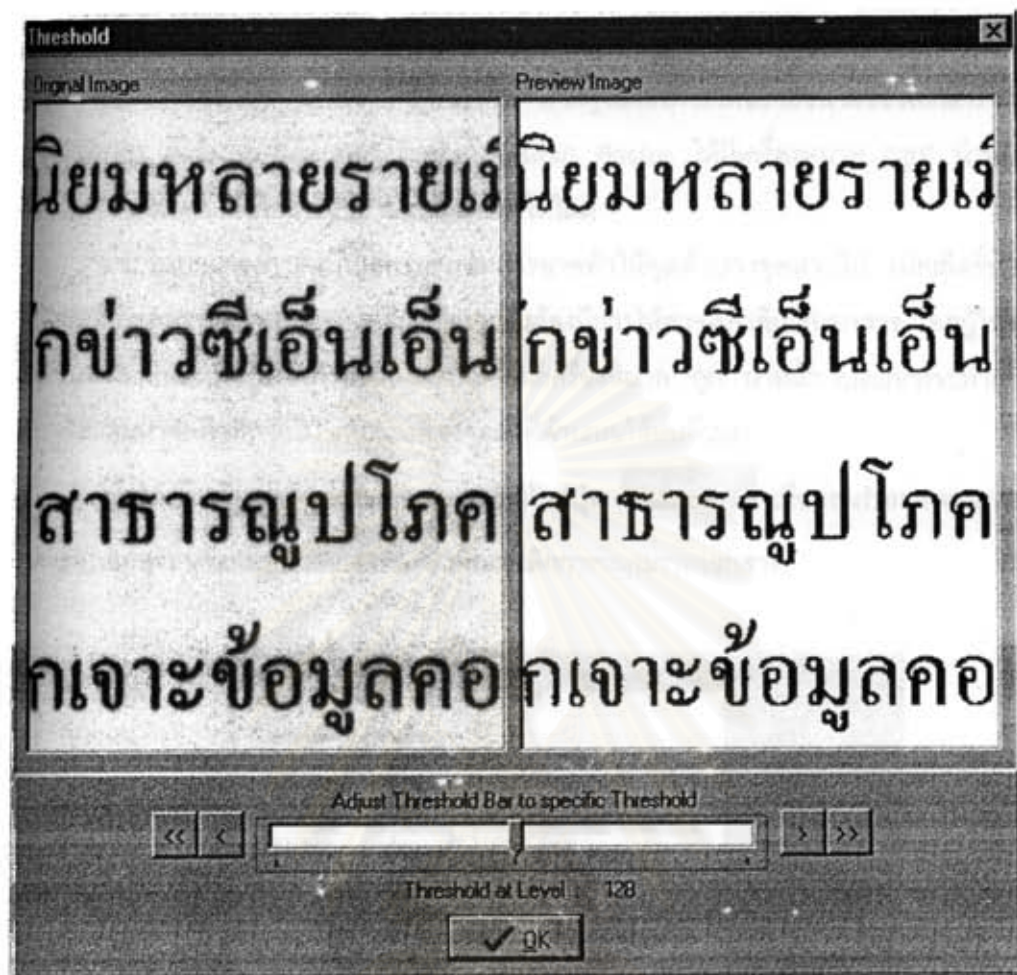 Threshold
Original Image
นิยมหลายรายเมิ
กข่าวซีเอ็นเอ็น
สาธารณูปโภค
กเจาะข้อมูลคอ
Preview Image
นิยมหลายรายเมิ
กข่าวซีเอ็นเอ็น
สาธารณูปโภค
กเจาะข้อมูลคอ
Adjust Threshold Bar to specific Threshold
<< < > >>
Threshold at Level : 128
OK